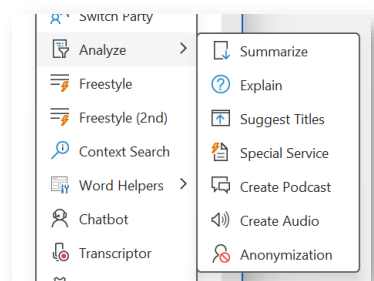 Switch Party
Analyze
Freestyle
Freestyle (2nd)
Context Search
Word Helpers
Chatbot
Transcriptor
Summarize
Explain
Suggest Titles
Special Service
Create Podcast
Create Audio
Anonymization